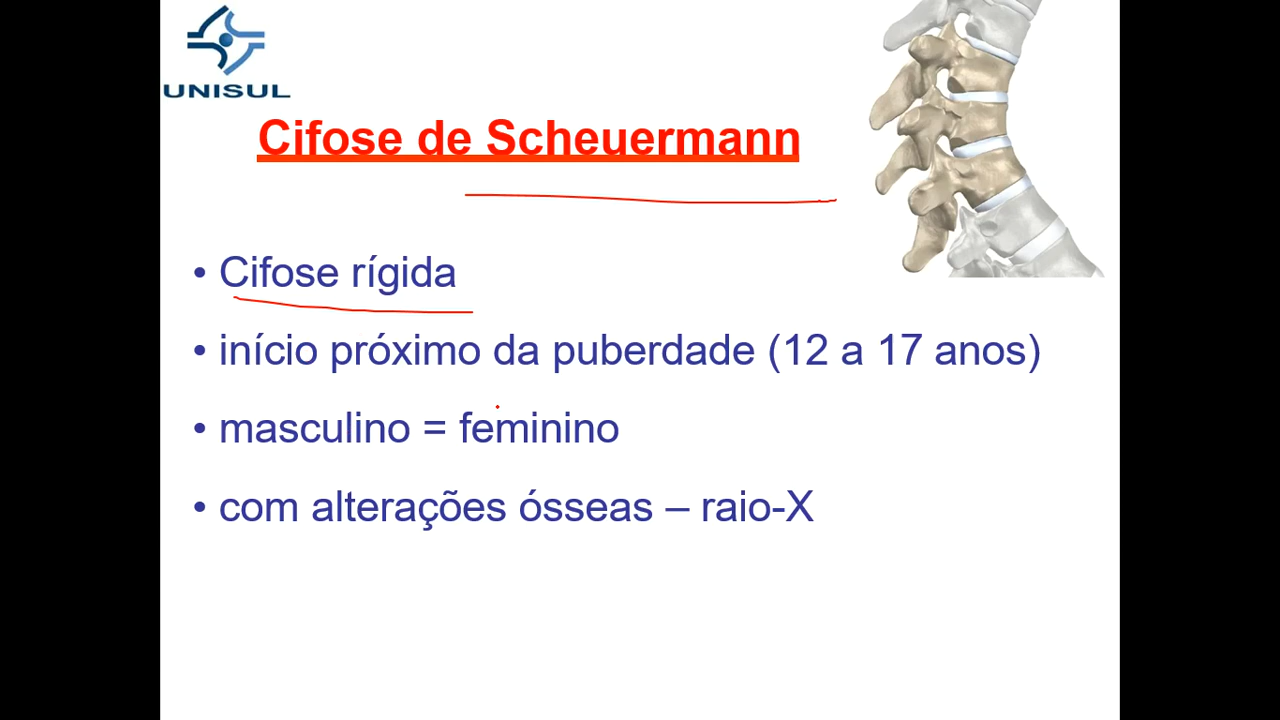 UNISUL
Cifose de Scheuermann
• Cifose rígida
• início próximo da puberdade (12 a 17 anos)
• masculino = feminino
• com alterações ósseas – raio-X